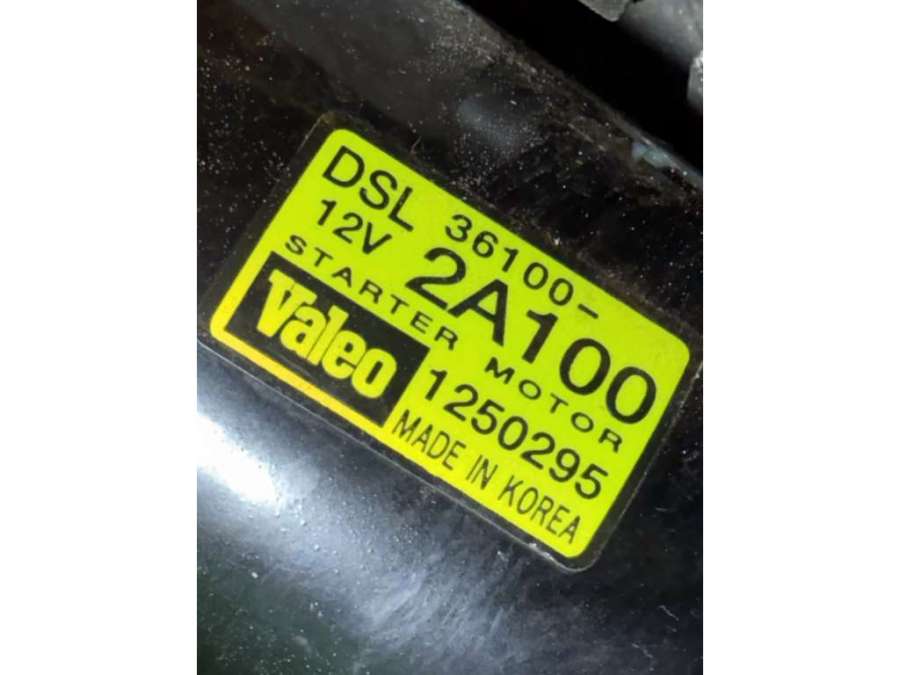 DSL 36100-
12V 2A100
STARTER MOTOR
Valeo 1250295
MADE IN KOREA